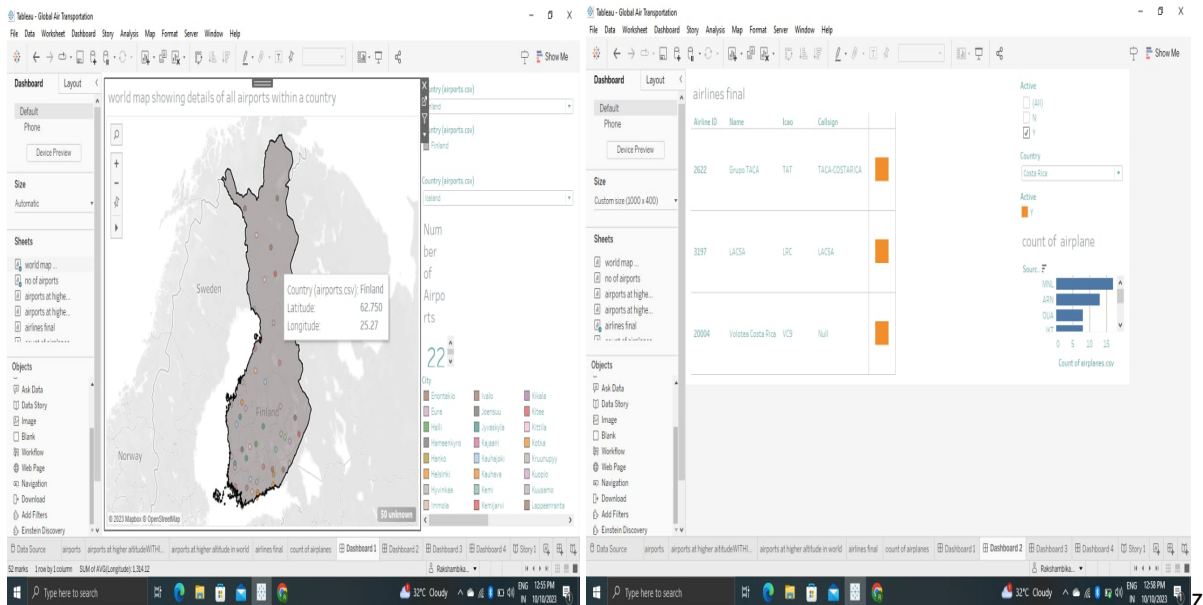 Tableau - Global Air Transportation
File Data Worksheet Dashboard Story Analysis Map Format Server Window Help
Show Me
Dashboard Layout
Default
Phone
Device Preview
Size
Automatic
Sheets
world map ...
no of airports
airports at highe...
airports at highe...
airlines final
Objects
Ask Data
Data Story
Image
Blank
Workflow
Web Page
Navigation
Download
Add Filters
Einstein Discovery
world map showing details of all airports within a country
Sweden
Norway
Finland
Country (airports.csv): Finland
Latitude: 62.750
Longitude: 25.27
© 2023 Mapbox © OpenStreetMap
50 unknown
Finland
Country (airports.csv)
Iceland
Num
ber
of
Airpo
rts
22
City
Enontekio Ivalo Kikala
Eura Joensuu Kitee
Halli Jyvaskyla Kittila
Hameenkyro Kajaani Kotka
Hanko Kauhajoki Kruunupyy
Helsinki Kauhava Kuopio
Hyvinkaa Kemi Kuusamo
Immola Kemijarvi Lappeenranta
Data Source airports airports at higher altitudeWITHI... airports at higher altitude in world airlines final count of airplanes Dashboard 1 Dashboard 2 Dashboard 3 Dashboard 4 Story 1
52 marks 1 row by 1 column SUM of AVG(Longitude): 1,314.12
Rakshambika...
Type here to search
32°C Cloudy
ENG 12:55 PM
IN 10/10/2023
Tableau - Global Air Transportation
File Data Worksheet Dashboard Story Analysis Map Format Server Window Help
Show Me
Dashboard Layout
Default
Phone
Device Preview
Size
Custom size (1000 x 400)
Sheets
world map ...
no of airports
airports at highe...
airports at highe...
airlines final
Objects
Ask Data
Data Story
Image
Blank
Workflow
Web Page
Navigation
Download
Add Filters
Einstein Discovery
airlines final
Airline ID Name Icao Callsign
2622 Grupo TACA TAT TACA-COSTARICA
3197 LACSA LRC LACSA
20004 Volotea Costa Rica VC9 Null
Active
(All)
N
Y
Country
Costa Rica
Active
Y
count of airplane
Sourc..
MNL
ARN
OUA
0 5 10 15
Count of airplanes.csv
Data Source airports airports at higher altitudeWITHI... airports at higher altitude in world airlines final count of airplanes Dashboard 1 Dashboard 2 Dashboard 3 Dashboard 4 Story 1
Rakshambika...
Type here to search
32°C Cloudy
ENG 12:58 PM
IN 10/10/2023